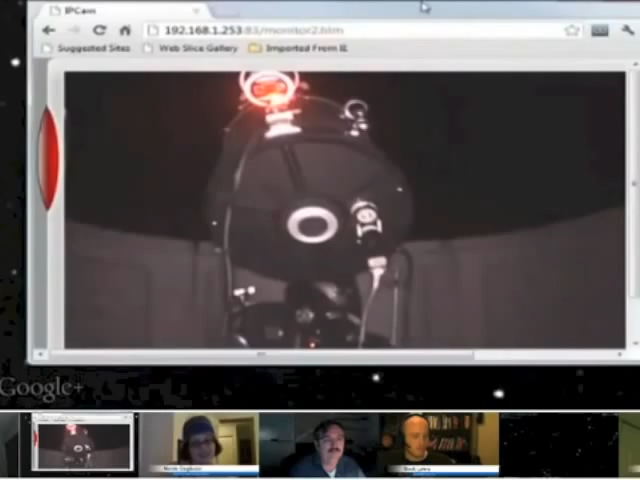 IPCam
192.168.1.253:83/monitor2.htm
Suggested Sites Web Slice Gallery Imported From IE
Google+